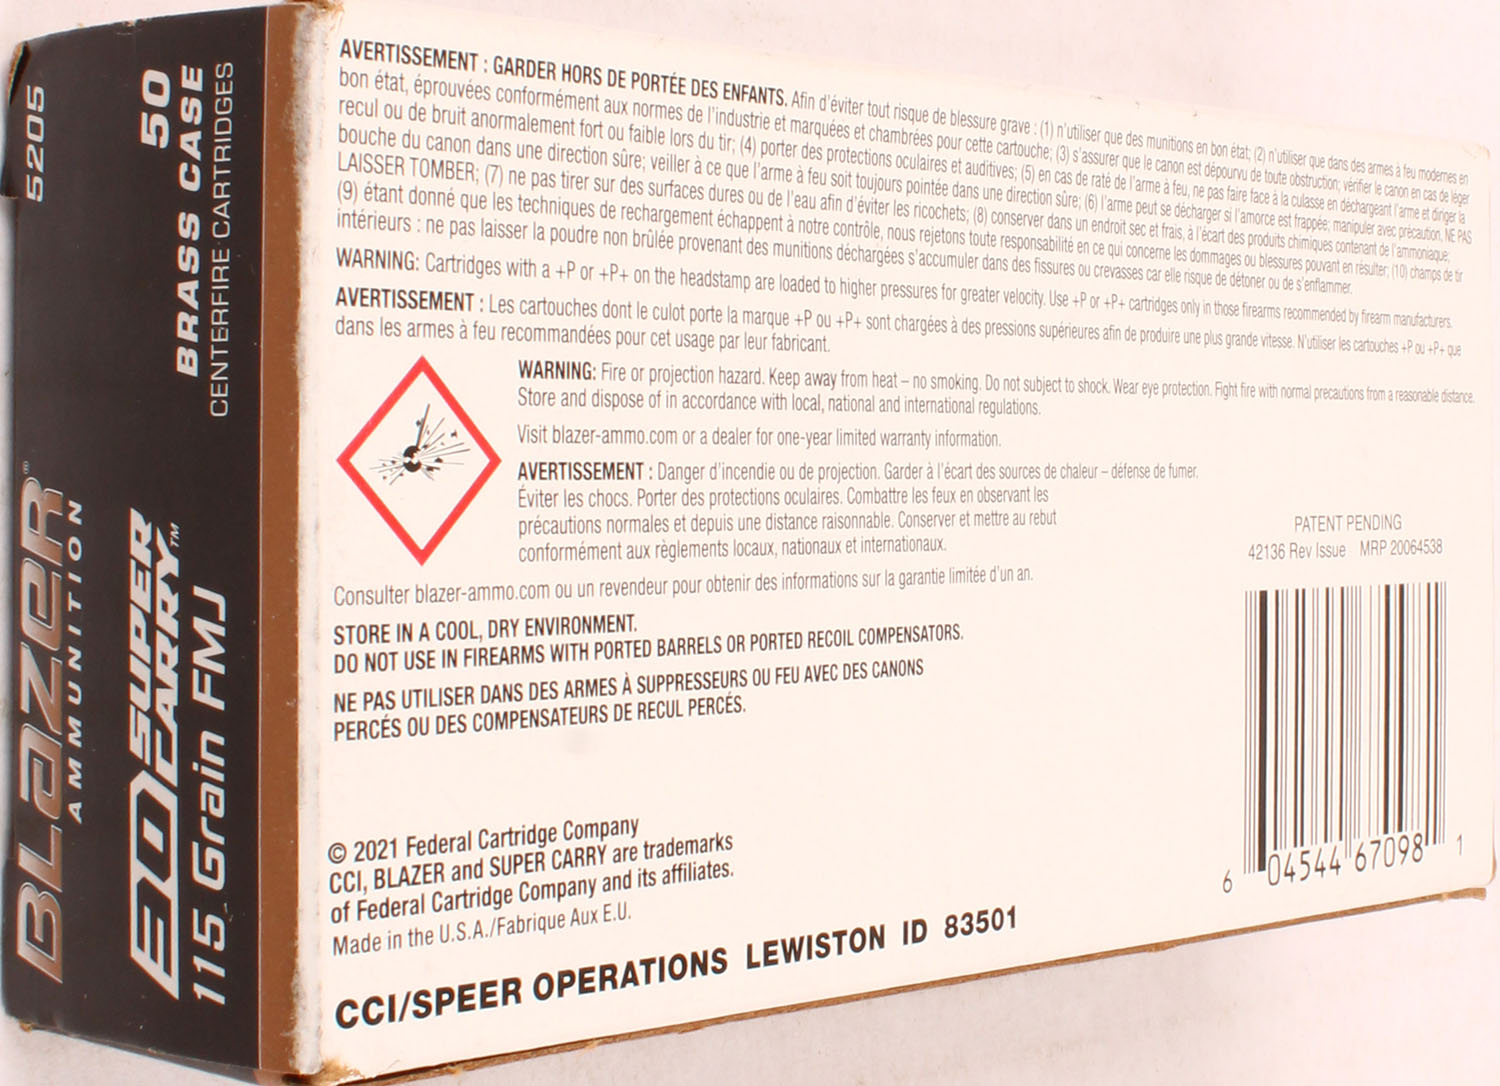 BLAZER®
AMMUNITION
5205
30 SUPER
CARRY™
115 Grain FMJ
50
BRASS CASE
CENTERFIRE CARTRIDGES
AVERTISSEMENT : GARDER HORS DE PORTÉE DES ENFANTS. Afin d'éviter tout risque de blessure grave : (1) n'utiliser que des munitions en bon état; (2) n'utiliser que dans des armes à feu modernes en
bon état, éprouvées conformément aux normes de l'industrie et marquées et chambrées pour cette cartouche; (3) s'assurer que le canon est dépourvu de toute obstruction; vérifier le canon en cas de léger
recul ou de bruit anormalement fort ou faible lors du tir; (4) porter des protections oculaires et auditives; (5) en cas de raté de l'arme à feu, ne pas faire face à la culasse en déchargeant l'arme et diriger la
bouche du canon dans une direction sûre; veiller à ce que l'arme à feu soit toujours pointée dans une direction sûre; (6) l'arme peut se décharger si l'amorce est frappée; manipuler avec précaution, NE PAS
LAISSER TOMBER; (7) ne pas tirer sur des surfaces dures ou de l'eau afin d'éviter les ricochets; (8) conserver dans un endroit sec et frais, à l'écart des produits chimiques contenant de l'ammoniaque;
(9) étant donné que les techniques de rechargement échappent à notre contrôle, nous rejetons toute responsabilité en ce qui concerne les dommages ou blessures pouvant en résulter; (10) champs de tir
intérieurs : ne pas laisser la poudre non brûlée provenant des munitions déchargées s'accumuler dans des fissures ou crevasses car elle risque de détoner ou de s'enflammer.
WARNING: Cartridges with a +P or +P+ on the headstamp are loaded to higher pressures for greater velocity. Use +P or +P+ cartridges only in those firearms recommended by firearm manufacturers.
AVERTISSEMENT : Les cartouches dont le culot porte la marque +P ou +P+ sont chargées à des pressions supérieures afin de produire une plus grande vitesse. N'utiliser les cartouches +P ou +P+ que
dans les armes à feu recommandées pour cet usage par leur fabricant.
WARNING: Fire or projection hazard. Keep away from heat – no smoking. Do not subject to shock. Wear eye protection. Fight fire with normal precautions from a reasonable distance.
Store and dispose of in accordance with local, national and international regulations.
Visit blazer-ammo.com or a dealer for one-year limited warranty information.
AVERTISSEMENT : Danger d'incendie ou de projection. Garder à l'écart des sources de chaleur – défense de fumer.
Éviter les chocs. Porter des protections oculaires. Combattre les feux en observant les
précautions normales et depuis une distance raisonnable. Conserver et mettre au rebut
conformément aux règlements locaux, nationaux et internationaux.
Consulter blazer-ammo.com ou un revendeur pour obtenir des informations sur la garantie limitée d'un an.
STORE IN A COOL, DRY ENVIRONMENT.
DO NOT USE IN FIREARMS WITH PORTED BARRELS OR PORTED RECOIL COMPENSATORS.
NE PAS UTILISER DANS DES ARMES À SUPPRESSEURS OU FEU AVEC DES CANONS
PERCÉS OU DES COMPENSATEURS DE RECUL PERCÉS.
PATENT PENDING
42136 Rev Issue MRP 20064538
6 04544 67098 1
© 2021 Federal Cartridge Company
CCI, BLAZER and SUPER CARRY are trademarks
of Federal Cartridge Company and its affiliates.
Made in the U.S.A./Fabrique Aux E.U.
CCI/SPEER OPERATIONS LEWISTON ID 83501